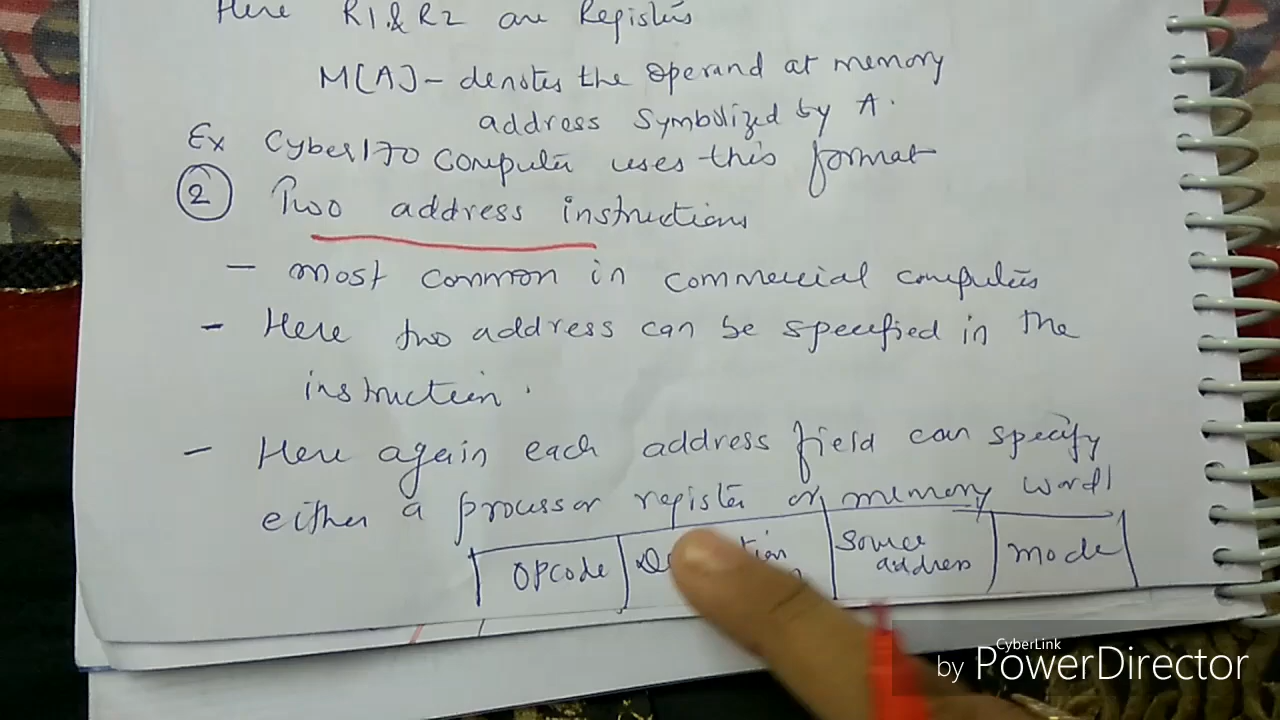 Here R1 & R2 are Registers
M[A] - denotes the operand at memory
address symbolized by A.
Ex Cyber170 Computer uses this format
② Two address instructions
- most common in commercial computers
- Here two address can be specified in the
instruction.
- Here again each address field can specify
either a processor register or memory word
OPcode source address mode
CyberLink
by PowerDirector